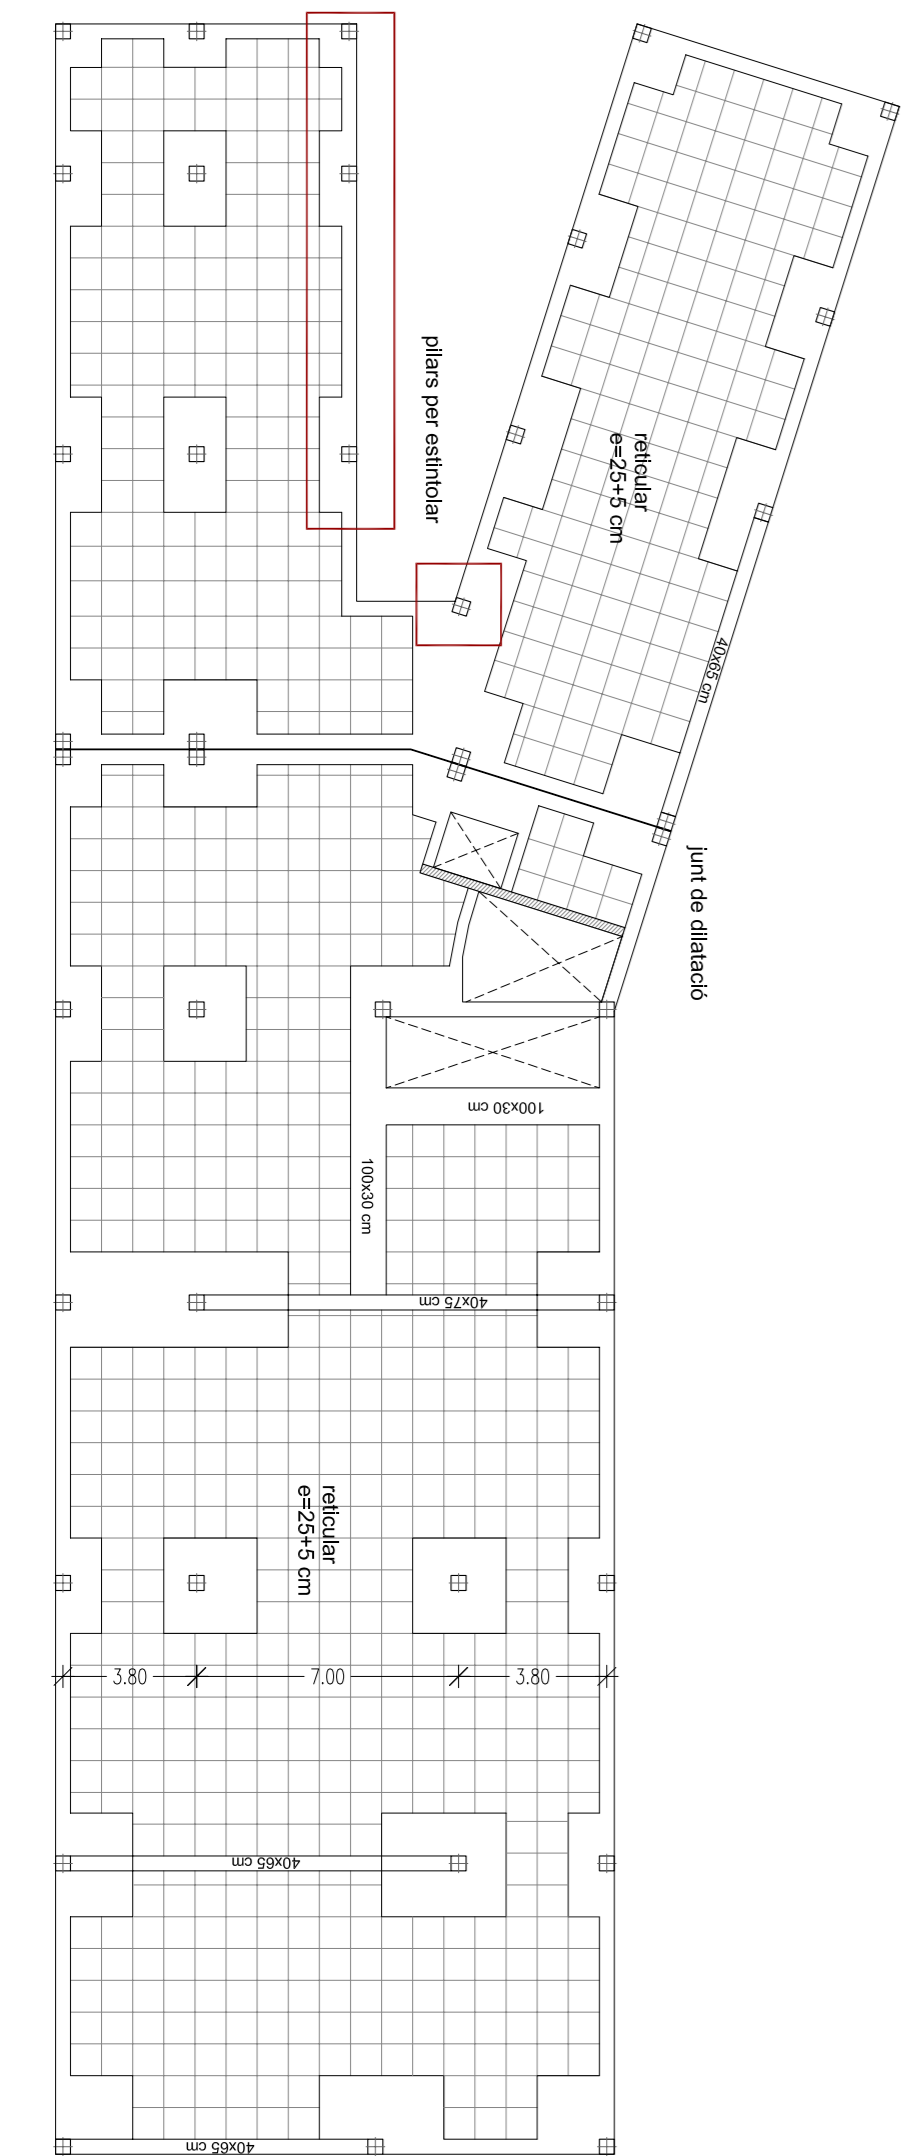 pilars per estintolar
reticular
e=25+5 cm
40x65 cm
junt de dilatació
100x30 cm
100x30 cm
40x75 cm
reticular
e=25+5 cm
3.80
7.00
3.80
40x65 cm
40x65 cm